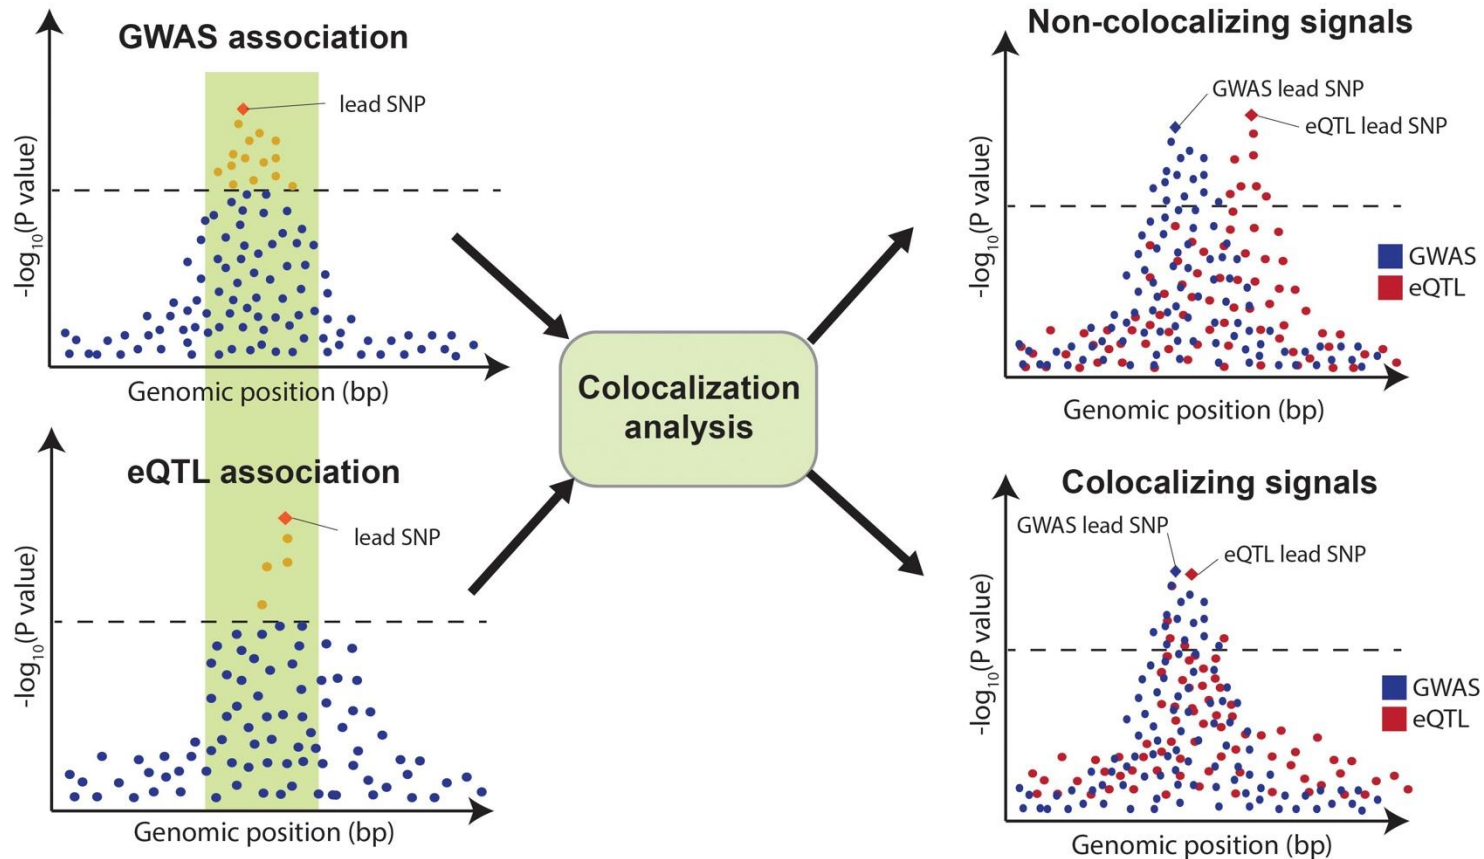 GWAS association
lead SNP
-log10(P value)
Genomic position (bp)
eQTL association
lead SNP
-log10(P value)
Genomic position (bp)
Colocalization
analysis
Non-colocalizing signals
GWAS lead SNP
eQTL lead SNP
-log10(P value)
GWAS
eQTL
Genomic position (bp)
Colocalizing signals
GWAS lead SNP
eQTL lead SNP
-log10(P value)
GWAS
eQTL
Genomic position (bp)